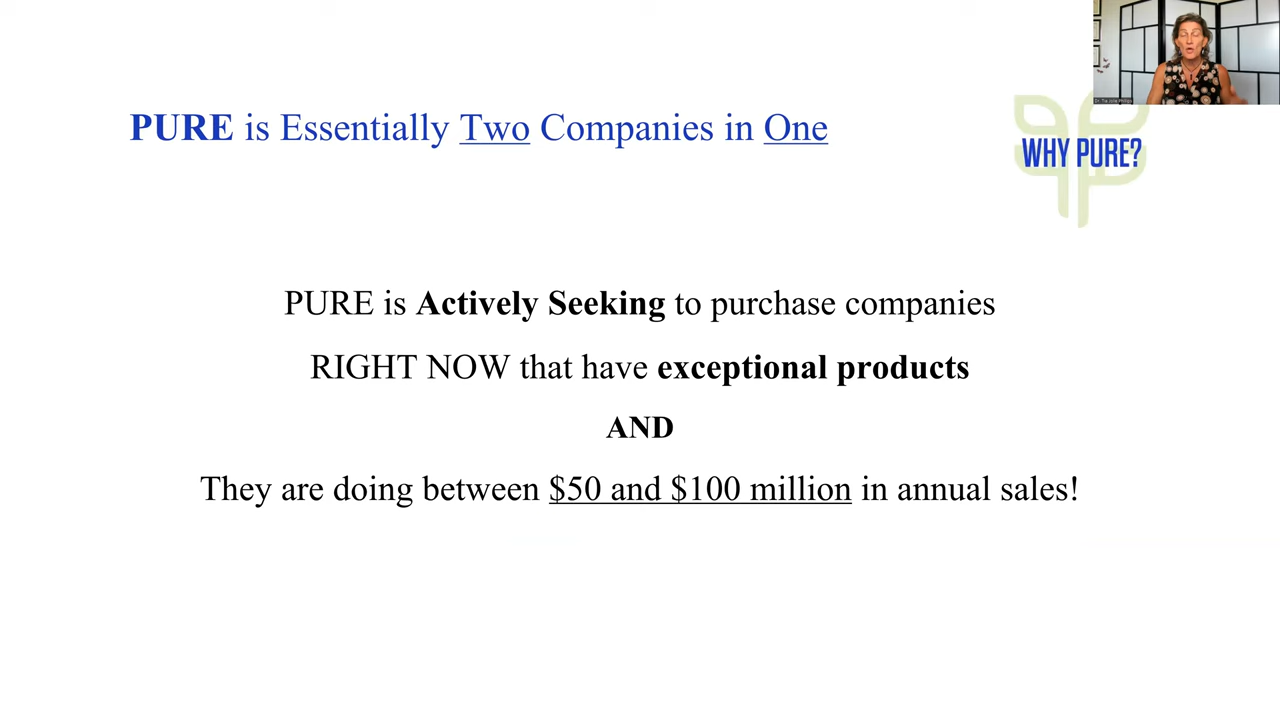 PURE is Essentially Two Companies in One
WHY PURE?
PURE is Actively Seeking to purchase companies
RIGHT NOW that have exceptional products
AND
They are doing between $50 and $100 million in annual sales!